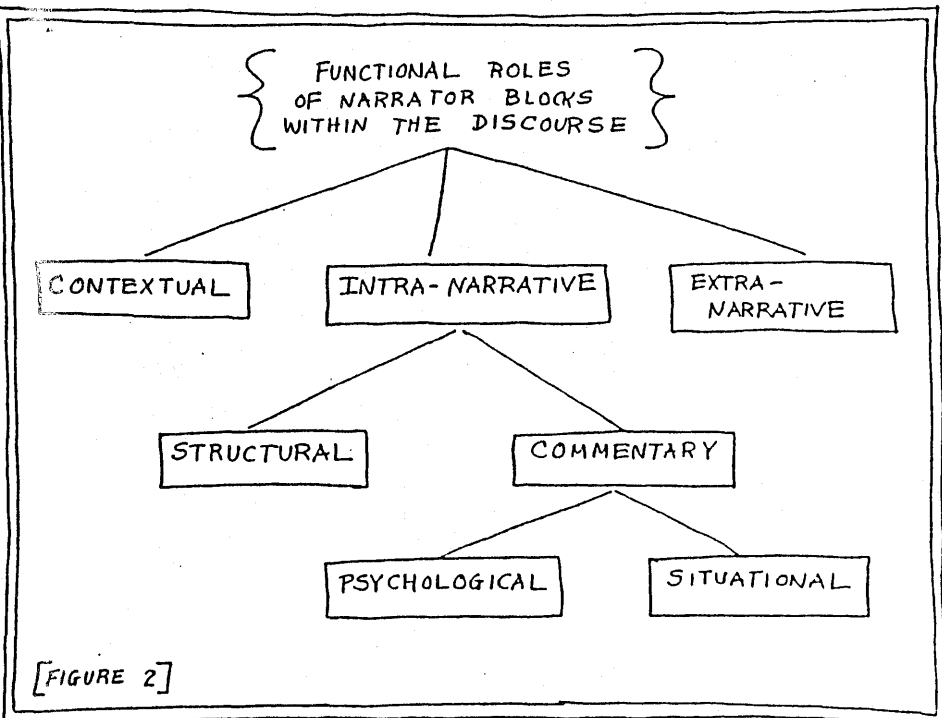 FUNCTIONAL ROLES
OF NARRATOR BLOCKS
WITHIN THE DISCOURSE
CONTEXTUAL
INTRA-NARRATIVE
EXTRA-
NARRATIVE
STRUCTURAL
COMMENTARY
PSYCHOLOGICAL
SITUATIONAL
[FIGURE 2]